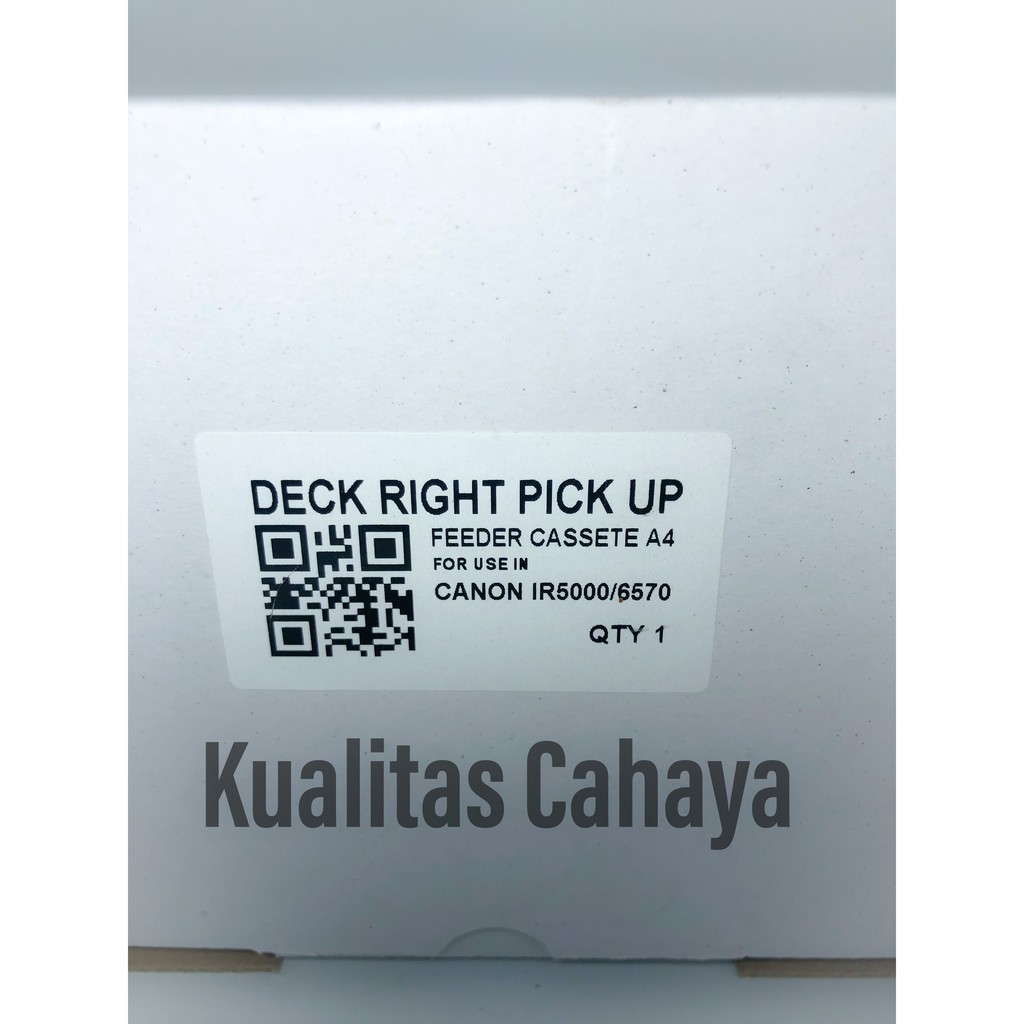 DECK RIGHT PICK UP
FEEDER CASSETE A4
FOR USE IN
CANON IR5000/6570
QTY 1
Kualitas Cahaya